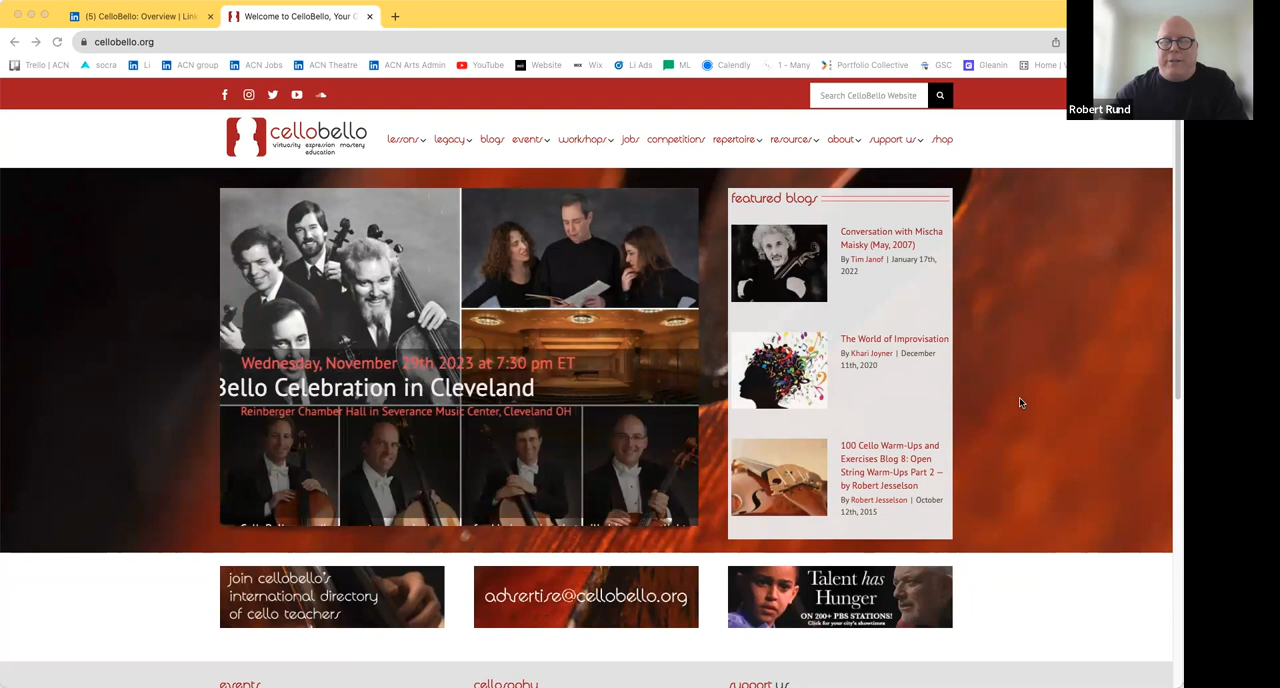 (5) CelloBello: Overview | Link
Welcome to CelloBello, Your O
cellobello.org
Trello | ACN
socra
Li
ACN group
ACN Jobs
ACN Theatre
ACN Arts Admin
YouTube
Website
Wix
Li Ads
ML
Calendly
1 - Many
Portfolio Collective
GSC
Gleanin
Home | V
Robert Rund
Search CelloBello Website
cellobello
virtuosity expression mastery
education
lessons
legacy
blogs
events
workshops
jobs
competitions
repertoire
resources
about
support us
shop
Wednesday, November 29th 2023 at 7:30 pm ET
Bello Celebration in Cleveland
Reinberger Chamber Hall in Severance Music Center, Cleveland OH
featured blogs
Conversation with Mischa
Maisky (May, 2007)
By Tim Janof | January 17th,
2022
The World of Improvisation
By Khari Joyner | December
11th, 2020
100 Cello Warm-Ups and
Exercises Blog 8: Open
String Warm-Ups Part 2 —
by Robert Jesselson
By Robert Jesselson | October
12th, 2015
join cellobello's
international directory
of cello teachers
advertise@cellobello.org
Talent has
Hunger
ON 200+ PBS STATIONS!
Click for your city's showtimes
events
cellosophy
support us